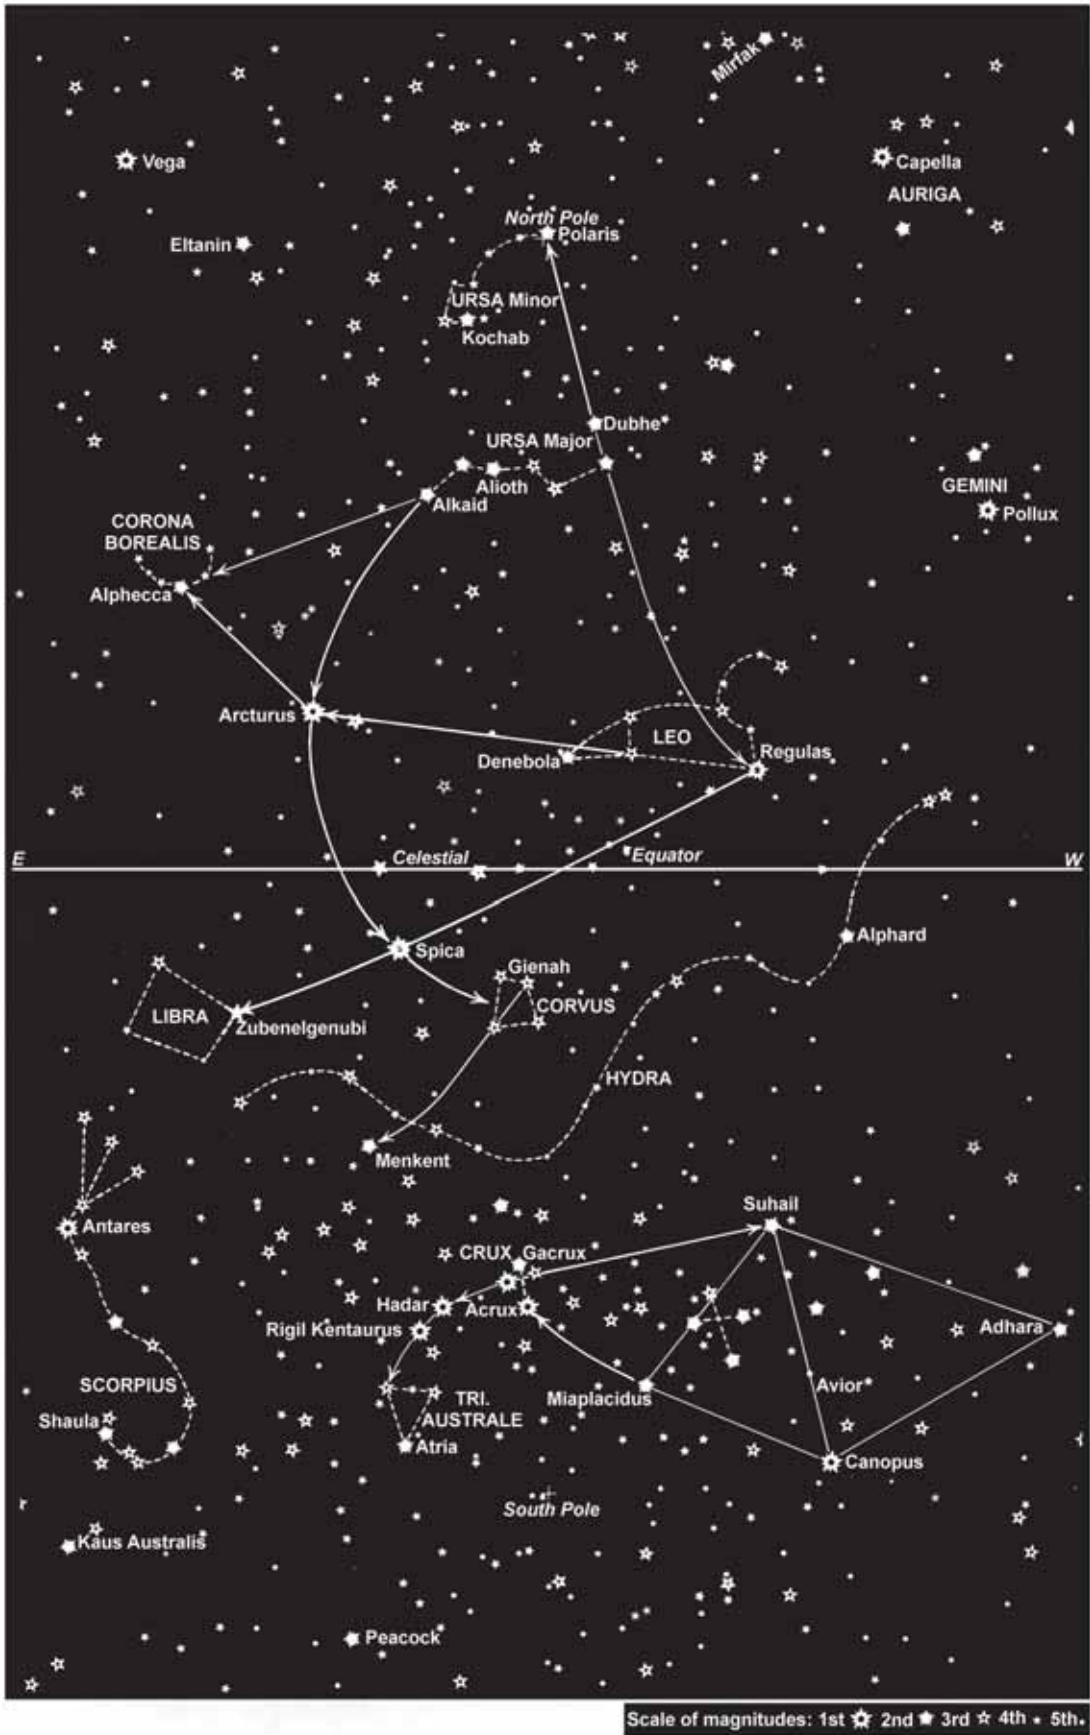 Mirfak
Vega
Capella
AURIGA
North Pole
Polaris
Eltanin
URSA Minor
Kochab
Dubhe
URSA Major
Alioth
Alkaid
GEMINI
Pollux
CORONA
BOREALIS
Alphecca
Arcturus
LEO
Denebola
Regulas
E
Celestial
Equator
W
Spica
Alphard
Gienah
CORVUS
LIBRA
Zubenelgenubi
HYDRA
Menkent
Suhail
Antares
CRUX
Gacrux
Hadar
Acrux
Rigil Kentaurus
Adhara
SCORPIUS
TRI.
AUSTRALE
Miaplacidus
Avior
Shaula
Atria
Canopus
South Pole
Kaus Australis
Peacock
Scale of magnitudes: 1st 2nd 3rd 4th 5th.